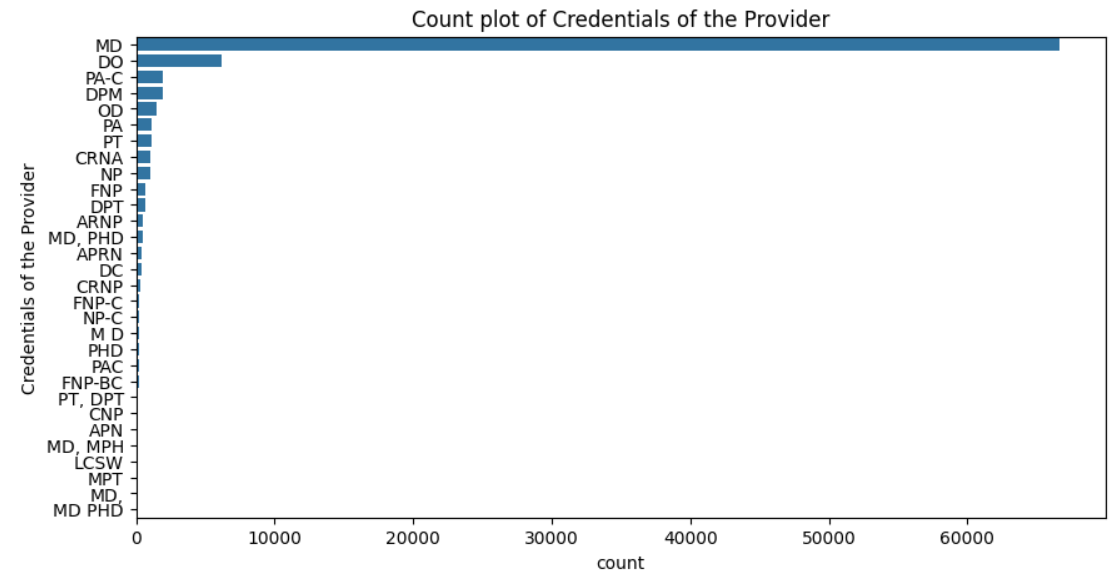 Count plot of Credentials of the Provider
Credentials of the Provider
MD
DO
PA-C
DPM
OD
PA
PT
CRNA
NP
FNP
DPT
ARNP
MD, PHD
APRN
DC
CRNP
FNP-C
NP-C
M D
PHD
PAC
FNP-BC
PT, DPT
CNP
APN
MD, MPH
LCSW
MPT
MD,
MD PHD
0 10000 20000 30000 40000 50000 60000
count